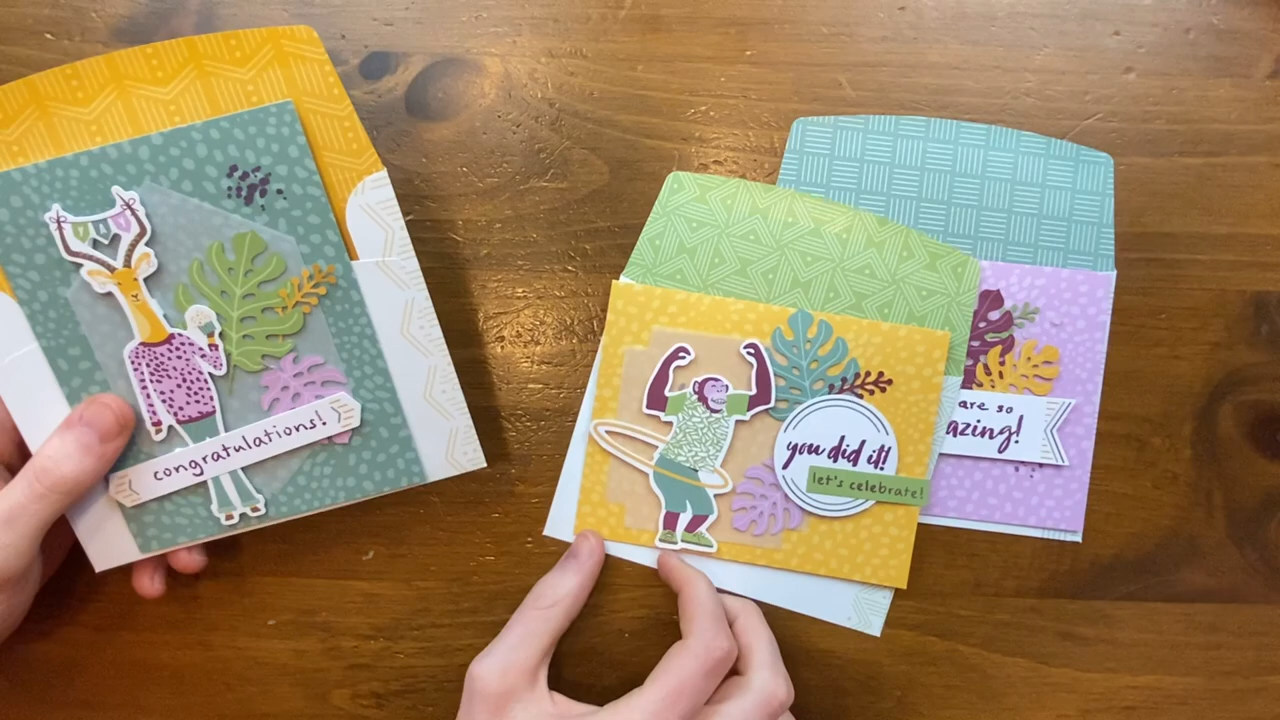 congratulations!
you did it!
let's celebrate!
are so
azing!